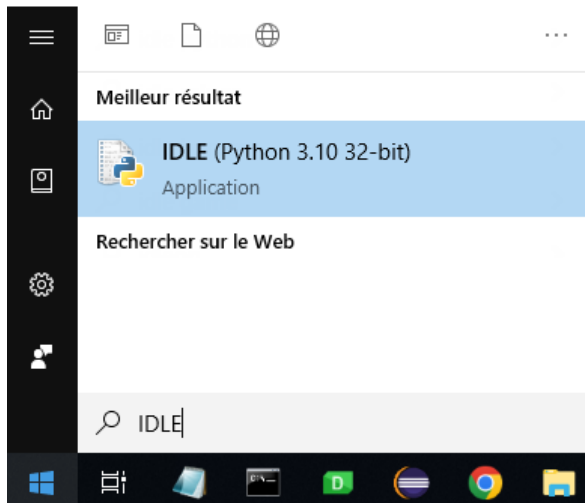 Meilleur résultat
IDLE (Python 3.10 32-bit)
Application
Rechercher sur le Web
IDLE
D